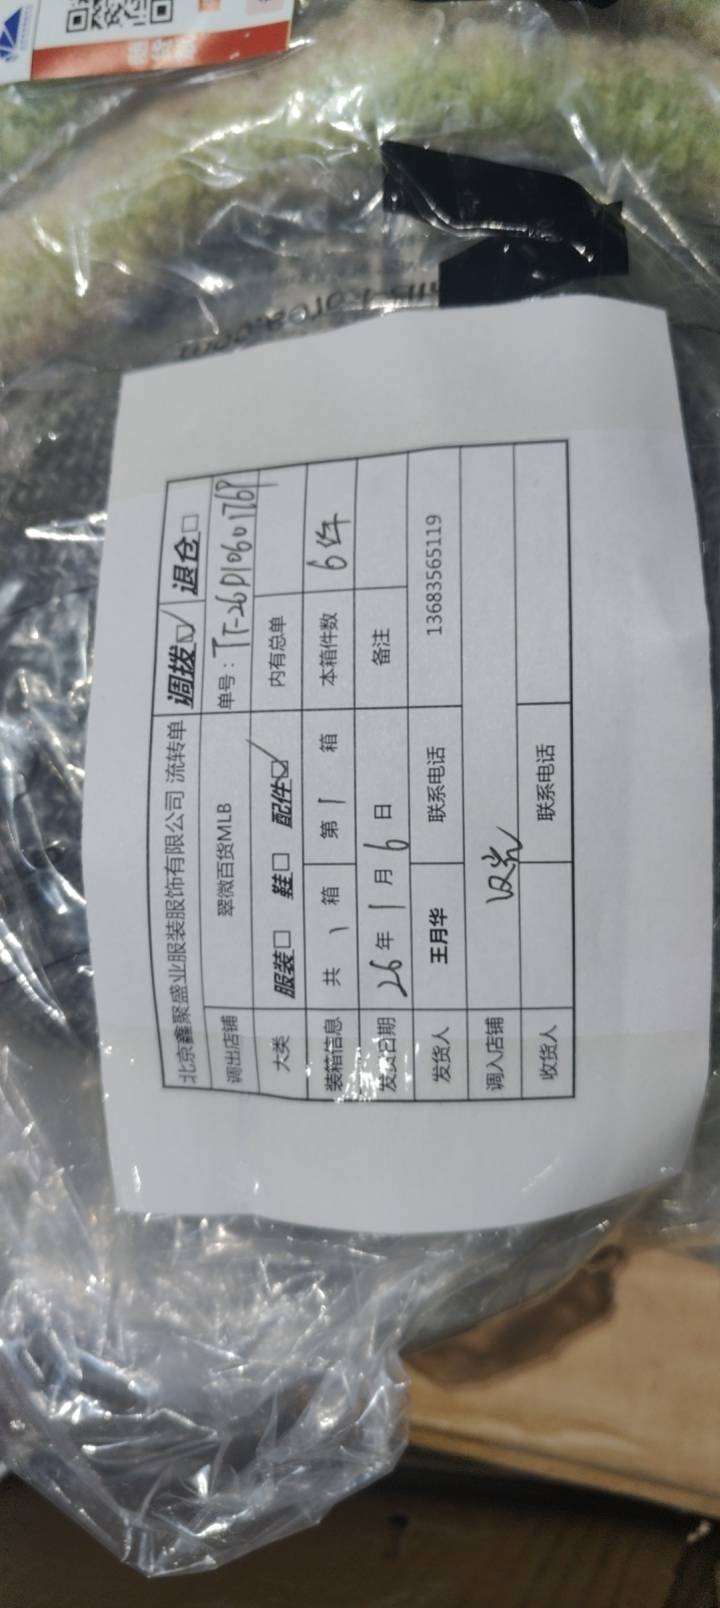 北京鑫聚盛业服装服饰有限公司 流转单 调拨☑ 退仓□
调出店铺 翠微百货MLB 单号：TT-26P10601769
大类 服装□ 鞋□ 配件☑ 内有总单
装箱信息 共 1 箱 第 1 箱 本箱件数 6件
发货日期 26年1月6日 备注
发货人 王月华 联系电话 13683565119
调入店铺 汉光
收货人 联系电话